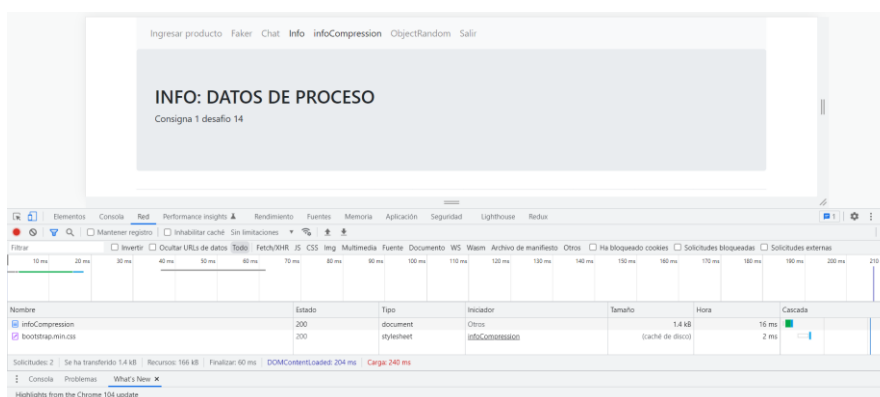 Ingresar producto Faker Chat Info infoCompression ObjectRandom Salir
INFO: DATOS DE PROCESO
Consigna 1 desafio 14
Elementos Consola Red Performance insights Rendimiento Fuentes Memoria Aplicación Seguridad Lighthouse Redux 1
Mantener registro Inhabilitar caché Sin limitaciones
Filtrar Invertir Ocultar URLs de datos Todo Fetch/XHR JS CSS Img Multimedia Fuente Documento WS Wasm Archivo de manifiesto Otros Ha bloqueado cookies Solicitudes bloqueadas Solicitudes externas
10 ms 20 ms 30 ms 40 ms 50 ms 60 ms 70 ms 80 ms 90 ms 100 ms 110 ms 120 ms 130 ms 140 ms 150 ms 160 ms 170 ms 180 ms 190 ms 200 ms 210
Nombre Estado Tipo Iniciador Tamaño Hora Cascada
infoCompression 200 document Otros 1.4 kB 16 ms
bootstrap.min.css 200 stylesheet infoCompression (caché de disco) 2 ms
Solicitudes: 2 Se ha transferido 1.4 kB Recursos: 166 kB Finalizar: 60 ms DOMContentLoaded: 204 ms Carga: 240 ms
Consola Problemas What's New
Highlights from the Chrome 104 update